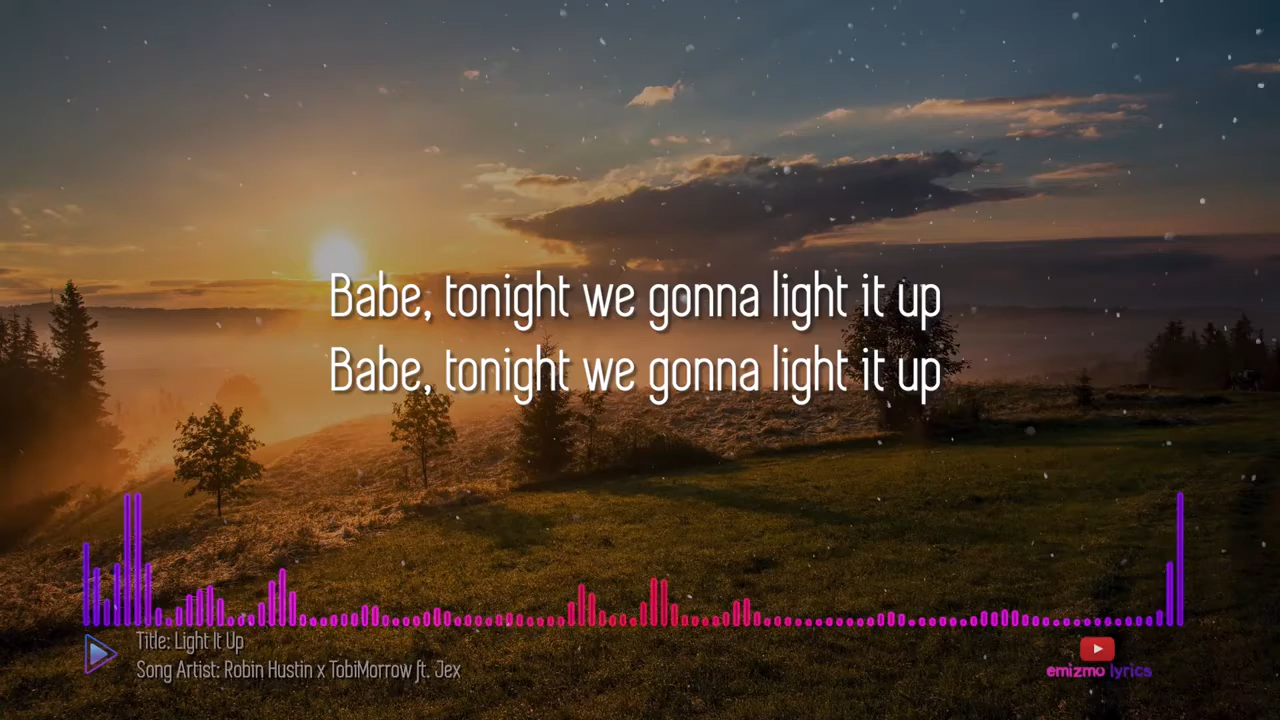 Babe, tonight we gonna light it up
Babe, tonight we gonna light it up
Title: Light It Up
Song Artist: Robin Hustin x TobiMorrow ft. Jex
emizmo lyrics